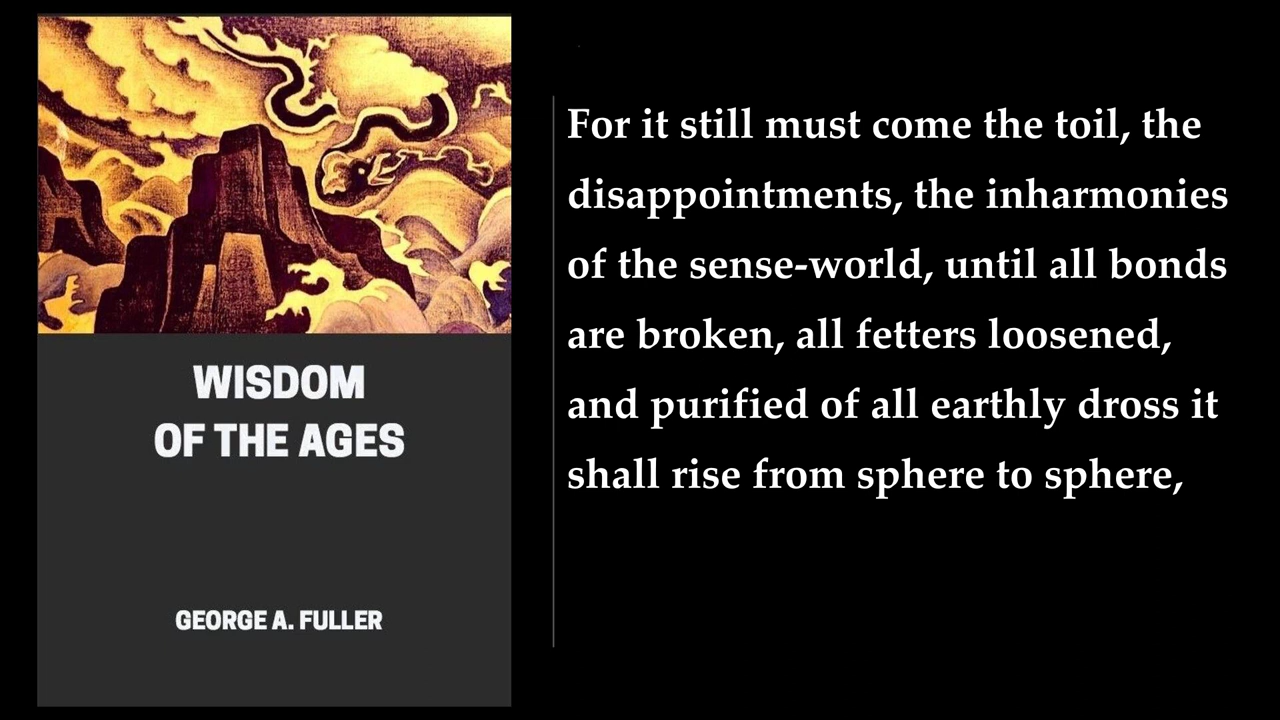 WISDOM
OF THE AGES
GEORGE A. FULLER
For it still must come the toil, the
disappointments, the inharmonies
of the sense-world, until all bonds
are broken, all fetters loosened,
and purified of all earthly dross it
shall rise from sphere to sphere,